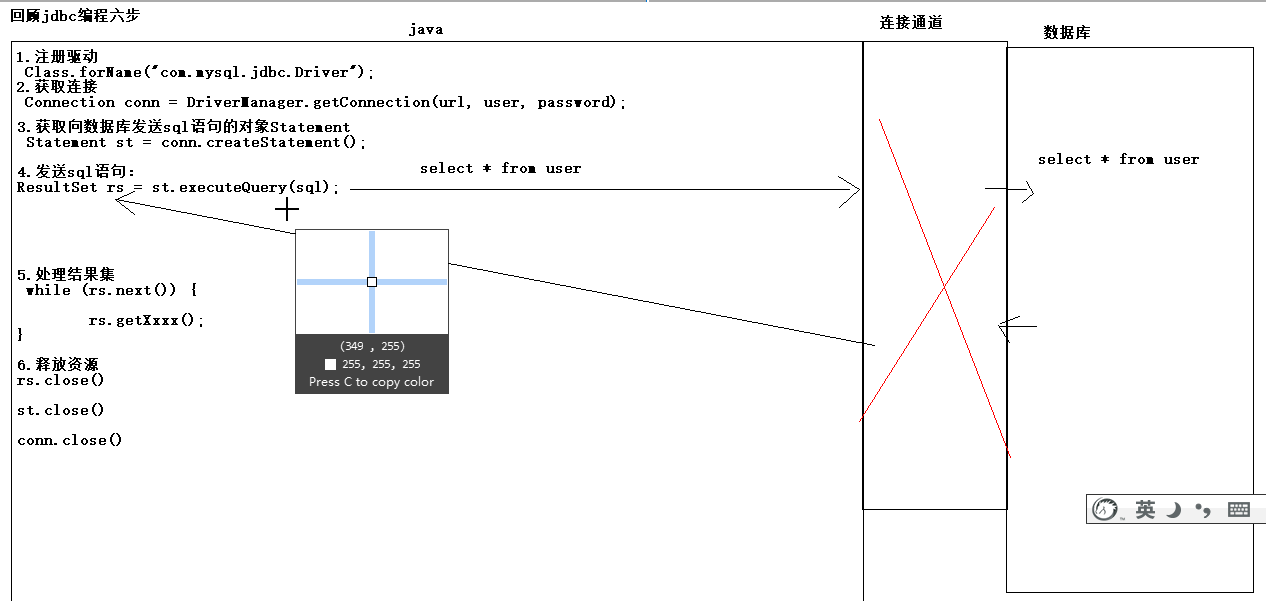 回顾jdbc编程六步
java
连接通道
数据库
1.注册驱动
Class.forName("com.mysql.jdbc.Driver");
2.获取连接
Connection conn = DriverManager.getConnection(url, user, password);
3.获取向数据库发送sql语句的对象Statement
Statement st = conn.createStatement();
4.发送sql语句:
select * from user
select * from user
ResultSet rs = st.executeQuery(sql);
5.处理结果集
while (rs.next()) {
rs.getXxxx();
}
(349 , 255)
255, 255, 255
Press C to copy color
6.释放资源
rs.close()
st.close()
conn.close()
英